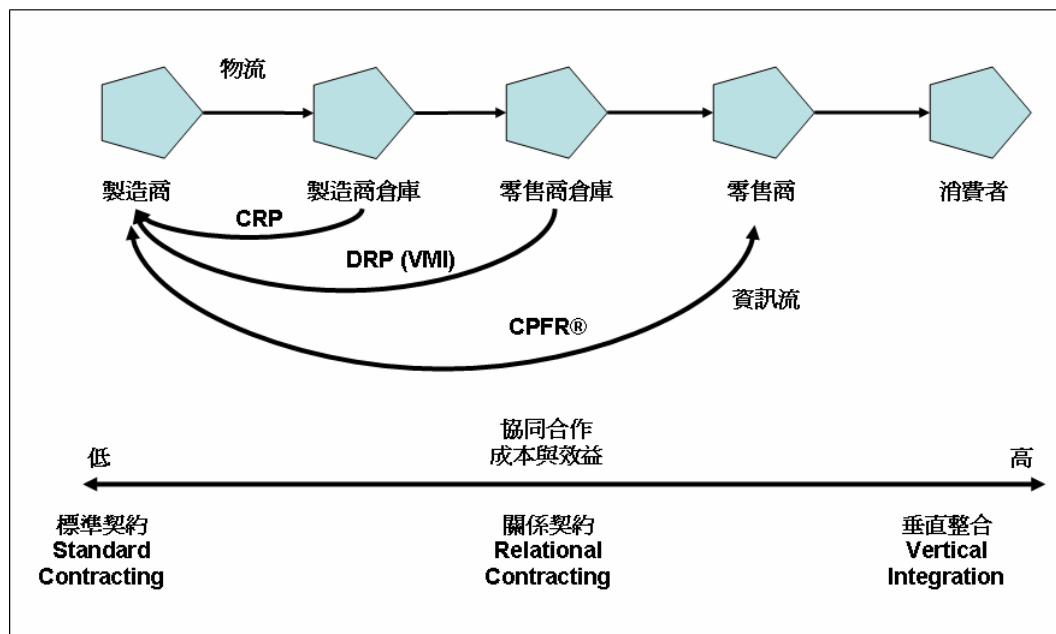 物流
製造商
製造商倉庫
零售商倉庫
零售商
消費者
CRP
DRP (VMI)
資訊流
CPFR®
協同合作
成本與效益
低
高
標準契約
Standard
Contracting
關係契約
Relational
Contracting
垂直整合
Vertical
Integration